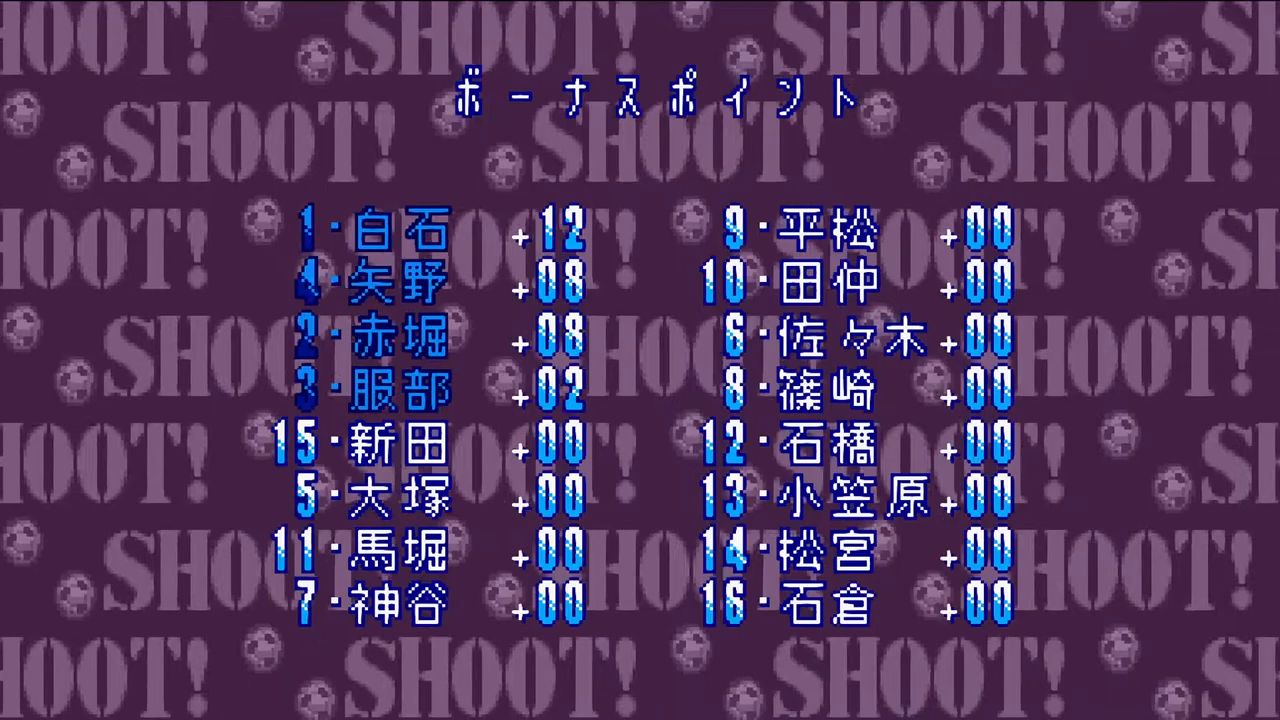 ボーナスポイント
1・白石 +12
4・矢野 +08
2・赤堀 +08
3・服部 +02
15・新田 +00
5・大塚 +00
11・馬堀 +00
7・神谷 +00
9・平松 +00
10・田仲 +00
6・佐々木 +00
8・篠崎 +00
12・石橋 +00
13・小笠原 +00
14・松宮 +00
16・石倉 +00
SHOOT!